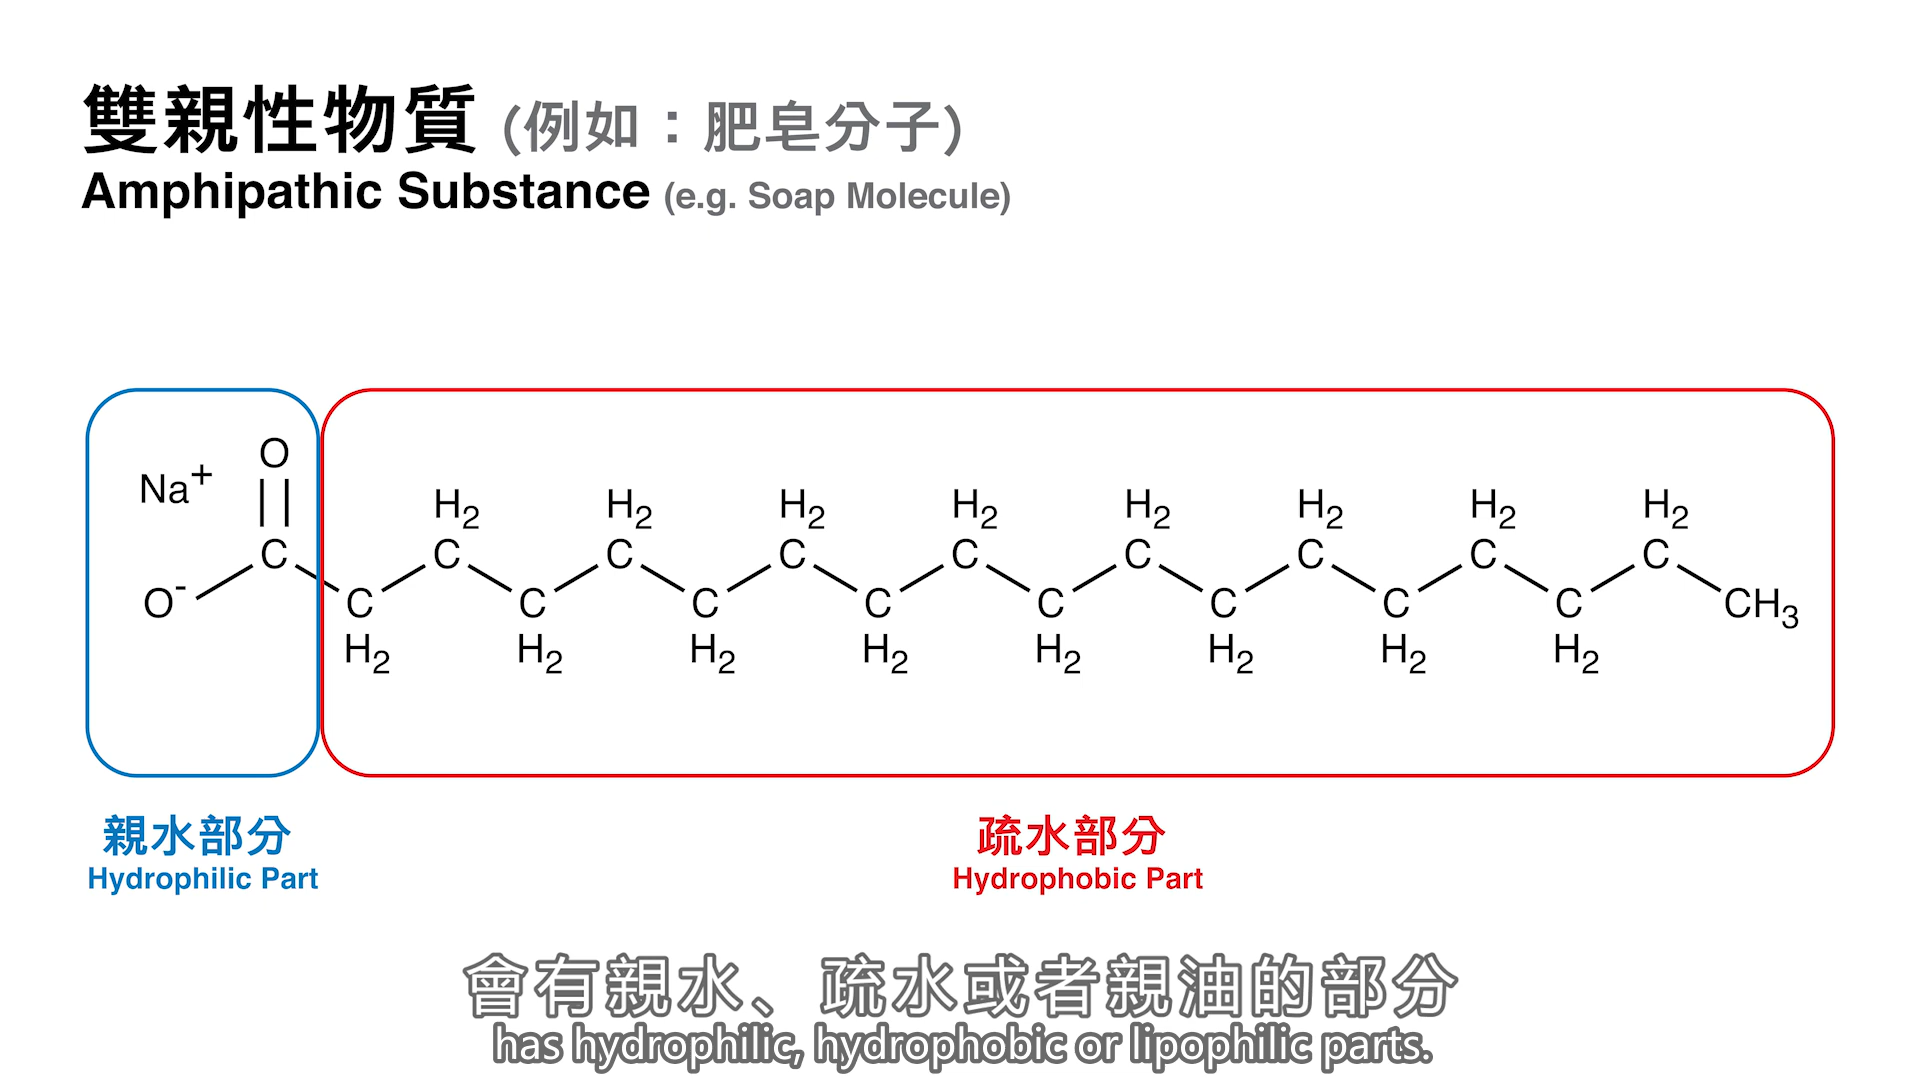 雙親性物質 (例如：肥皂分子)
Amphipathic Substance (e.g. Soap Molecule)
O
Na⁺
H₂ H₂ H₂ H₂ H₂ H₂ H₂ H₂
C C C C C C C C C
O⁻ C C C C C C C C CH₃
H₂ H₂ H₂ H₂ H₂ H₂ H₂ H₂
親水部分 疏水部分
Hydrophilic Part Hydrophobic Part
會有親水、疏水或者親油的部分
has hydrophilic, hydrophobic or lipophilic parts.